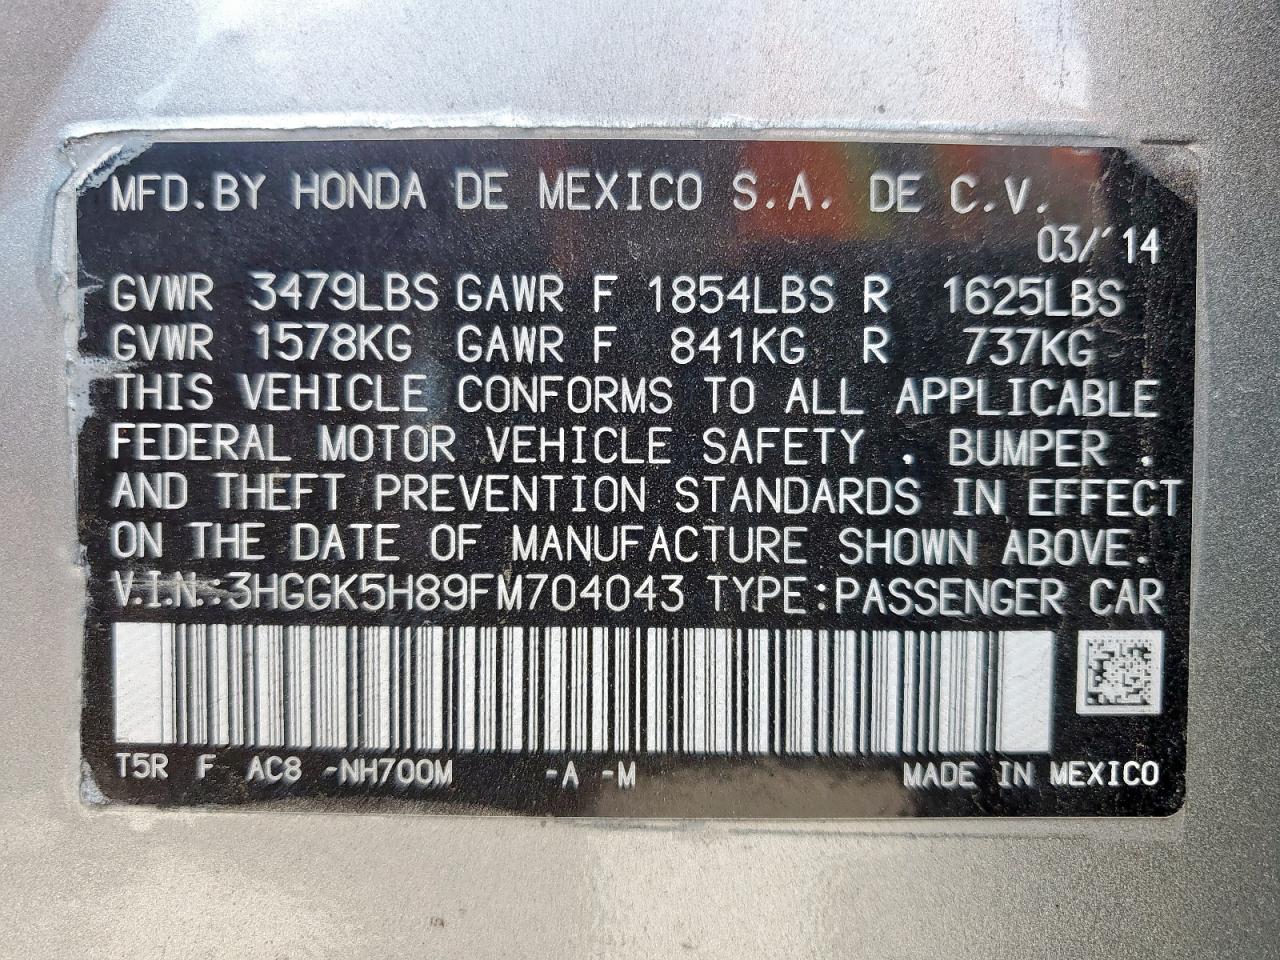 MFD.BY HONDA DE MEXICO S.A. DE C.V.
03/'14
GVWR 3479LBS GAWR F 1854LBS R 1625LBS
GVWR 1578KG GAWR F 841KG R 737KG
THIS VEHICLE CONFORMS TO ALL APPLICABLE
FEDERAL MOTOR VEHICLE SAFETY . BUMPER .
AND THEFT PREVENTION STANDARDS IN EFFECT
ON THE DATE OF MANUFACTURE SHOWN ABOVE.
V.I.N.:3HGGK5H89FM704043 TYPE:PASSENGER CAR
T5R F AC8 -NH700M -A -M MADE IN MEXICO